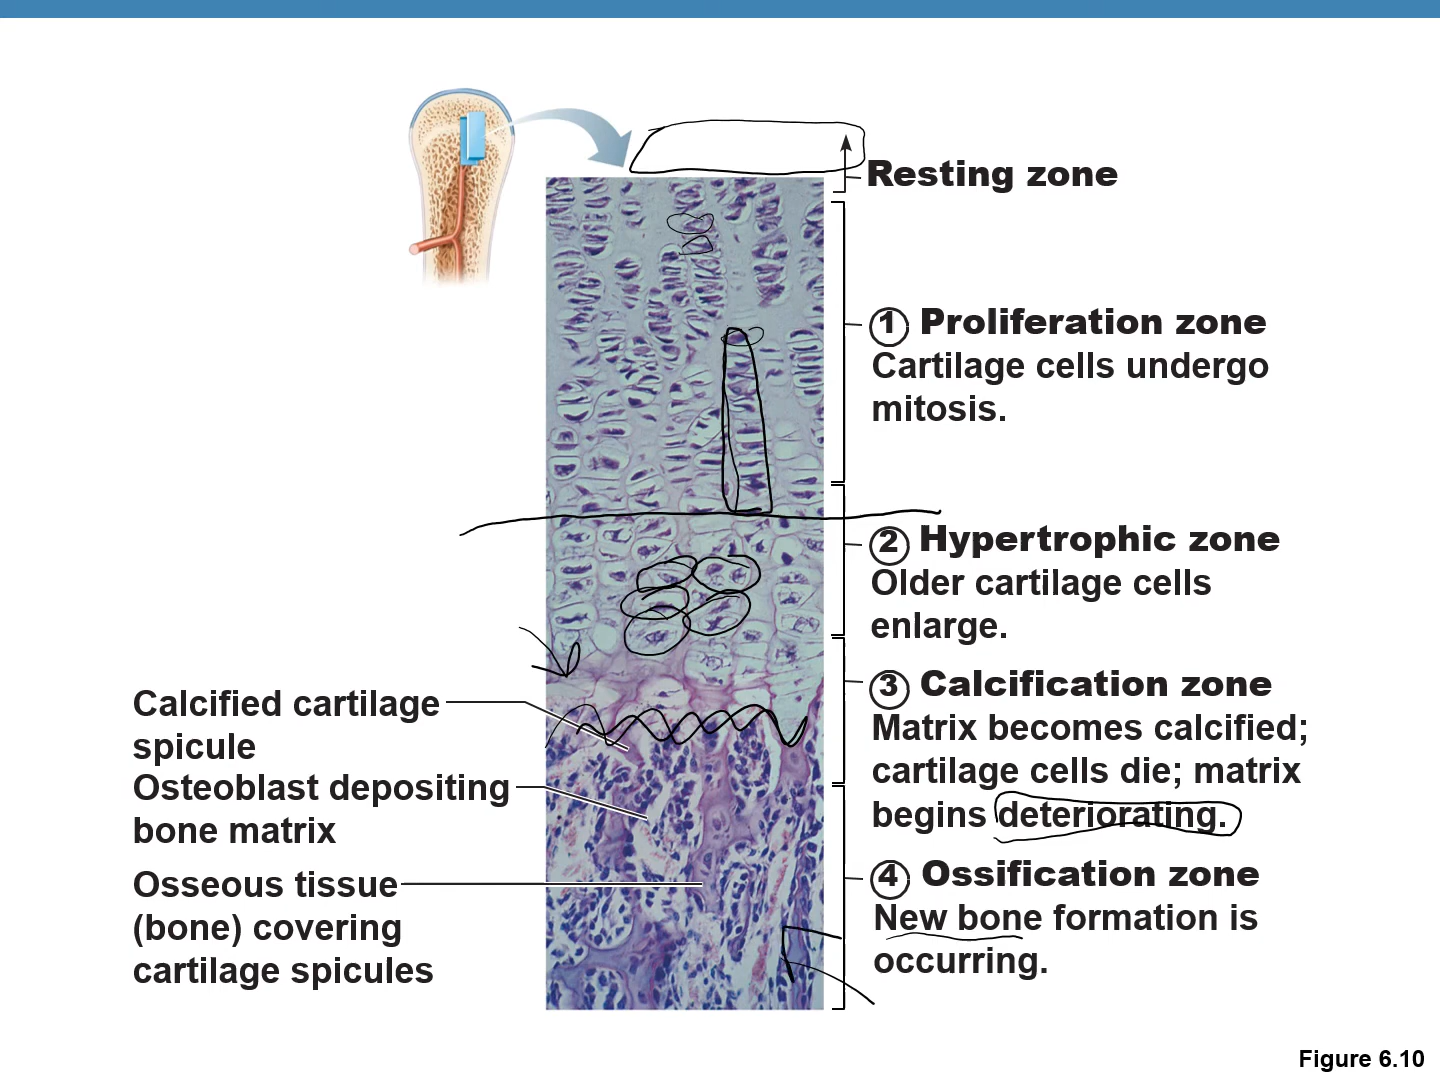 Resting zone
1 Proliferation zone
Cartilage cells undergo
mitosis.
2 Hypertrophic zone
Older cartilage cells
enlarge.
3 Calcification zone
Matrix becomes calcified;
cartilage cells die; matrix
begins deteriorating.
4 Ossification zone
New bone formation is
occurring.
Calcified cartilage
spicule
Osteoblast depositing
bone matrix
Osseous tissue
(bone) covering
cartilage spicules
Figure 6.10